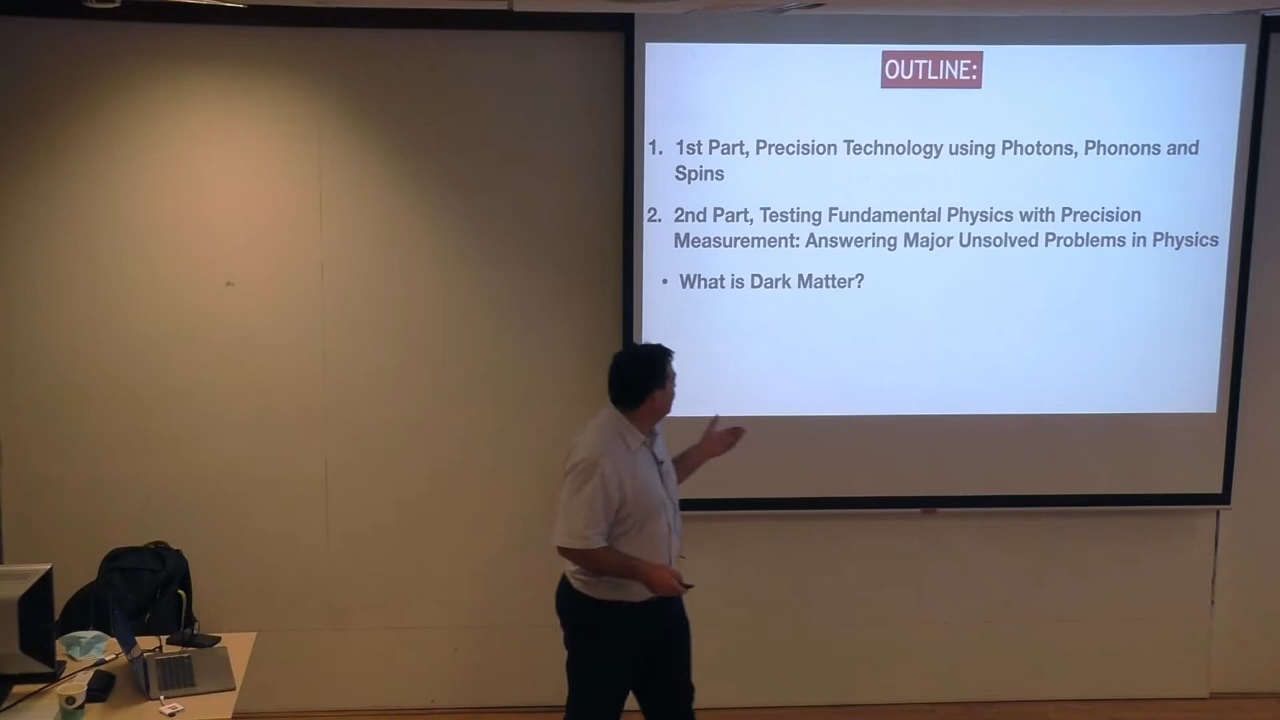 OUTLINE:
1. 1st Part, Precision Technology using Photons, Phonons and
Spins
2. 2nd Part, Testing Fundamental Physics with Precision
Measurement: Answering Major Unsolved Problems in Physics
• What is Dark Matter?